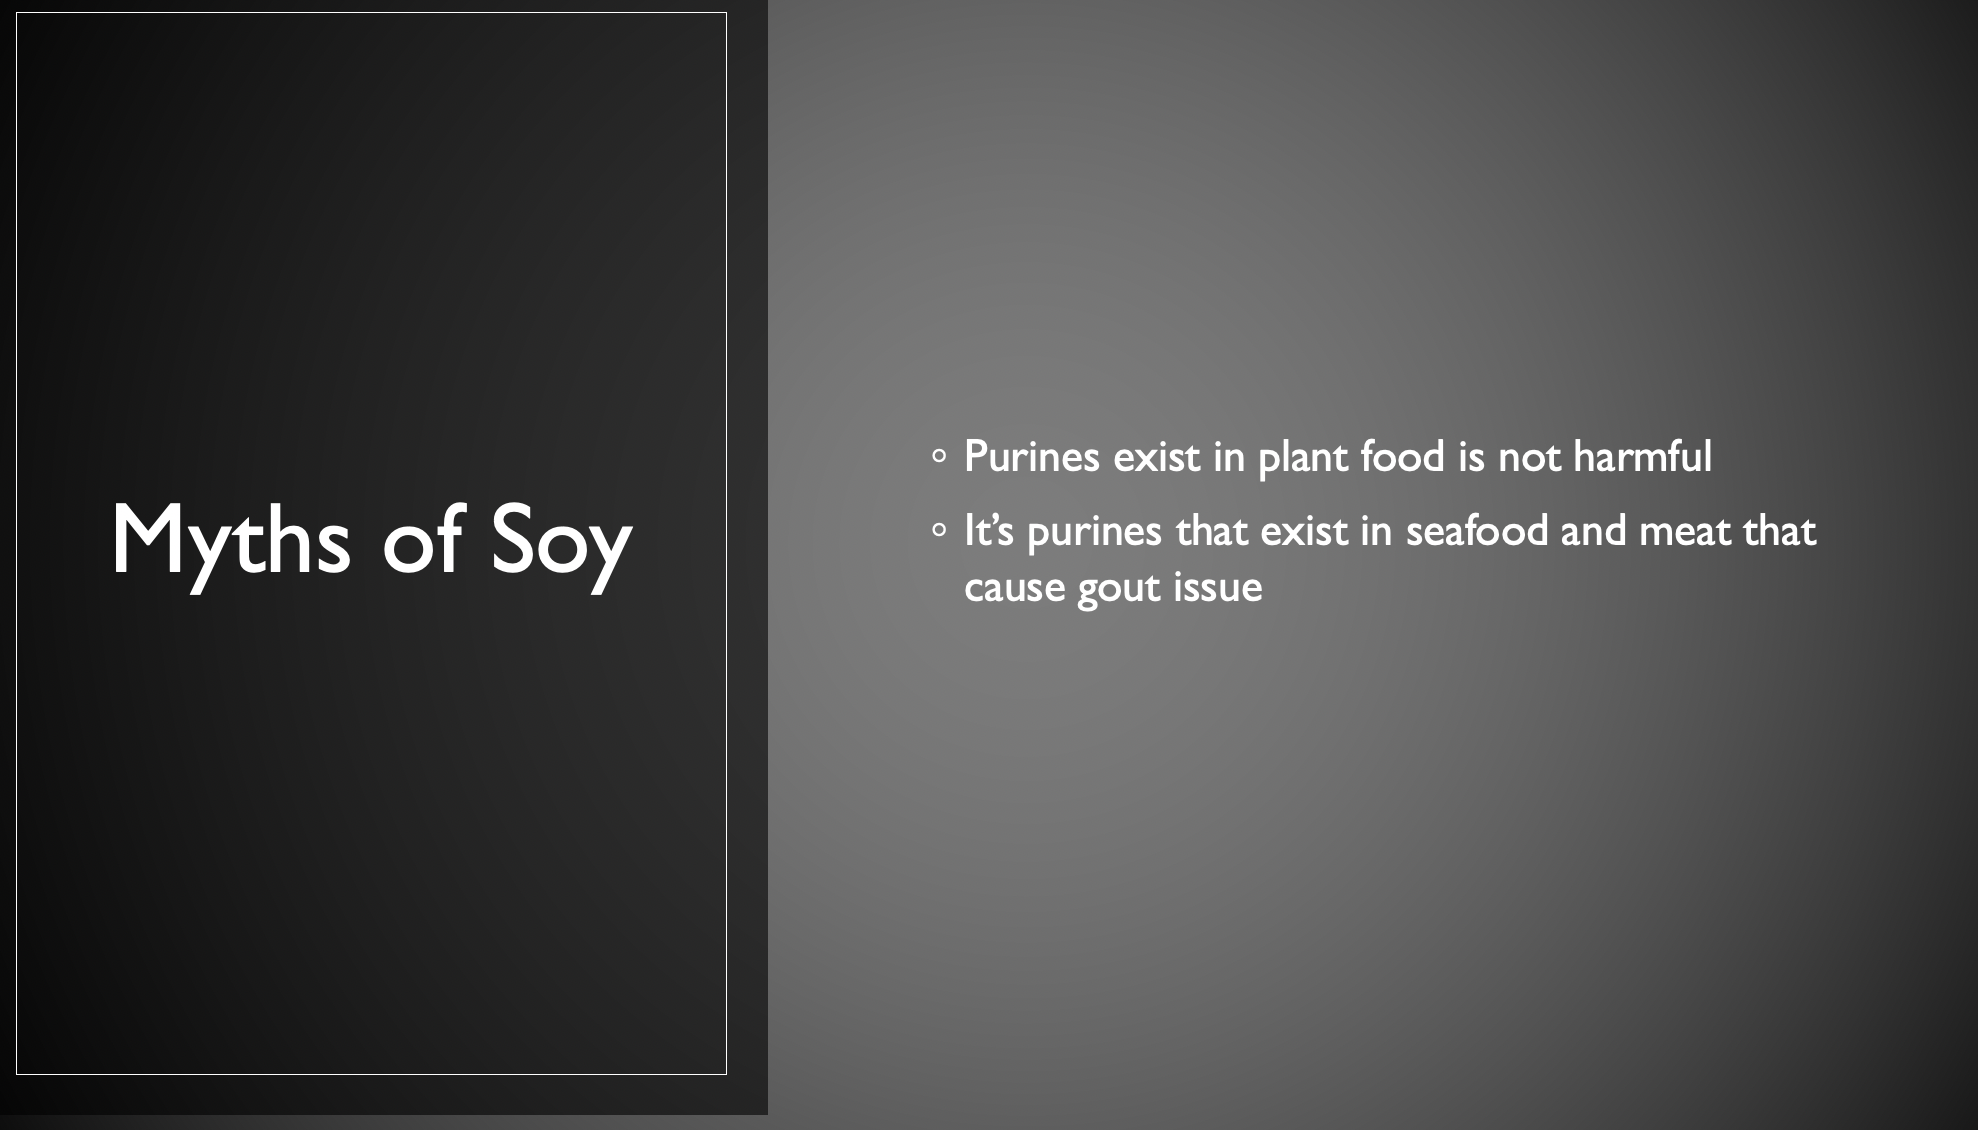 Myths of Soy
◦ Purines exist in plant food is not harmful
◦ It’s purines that exist in seafood and meat that
cause gout issue